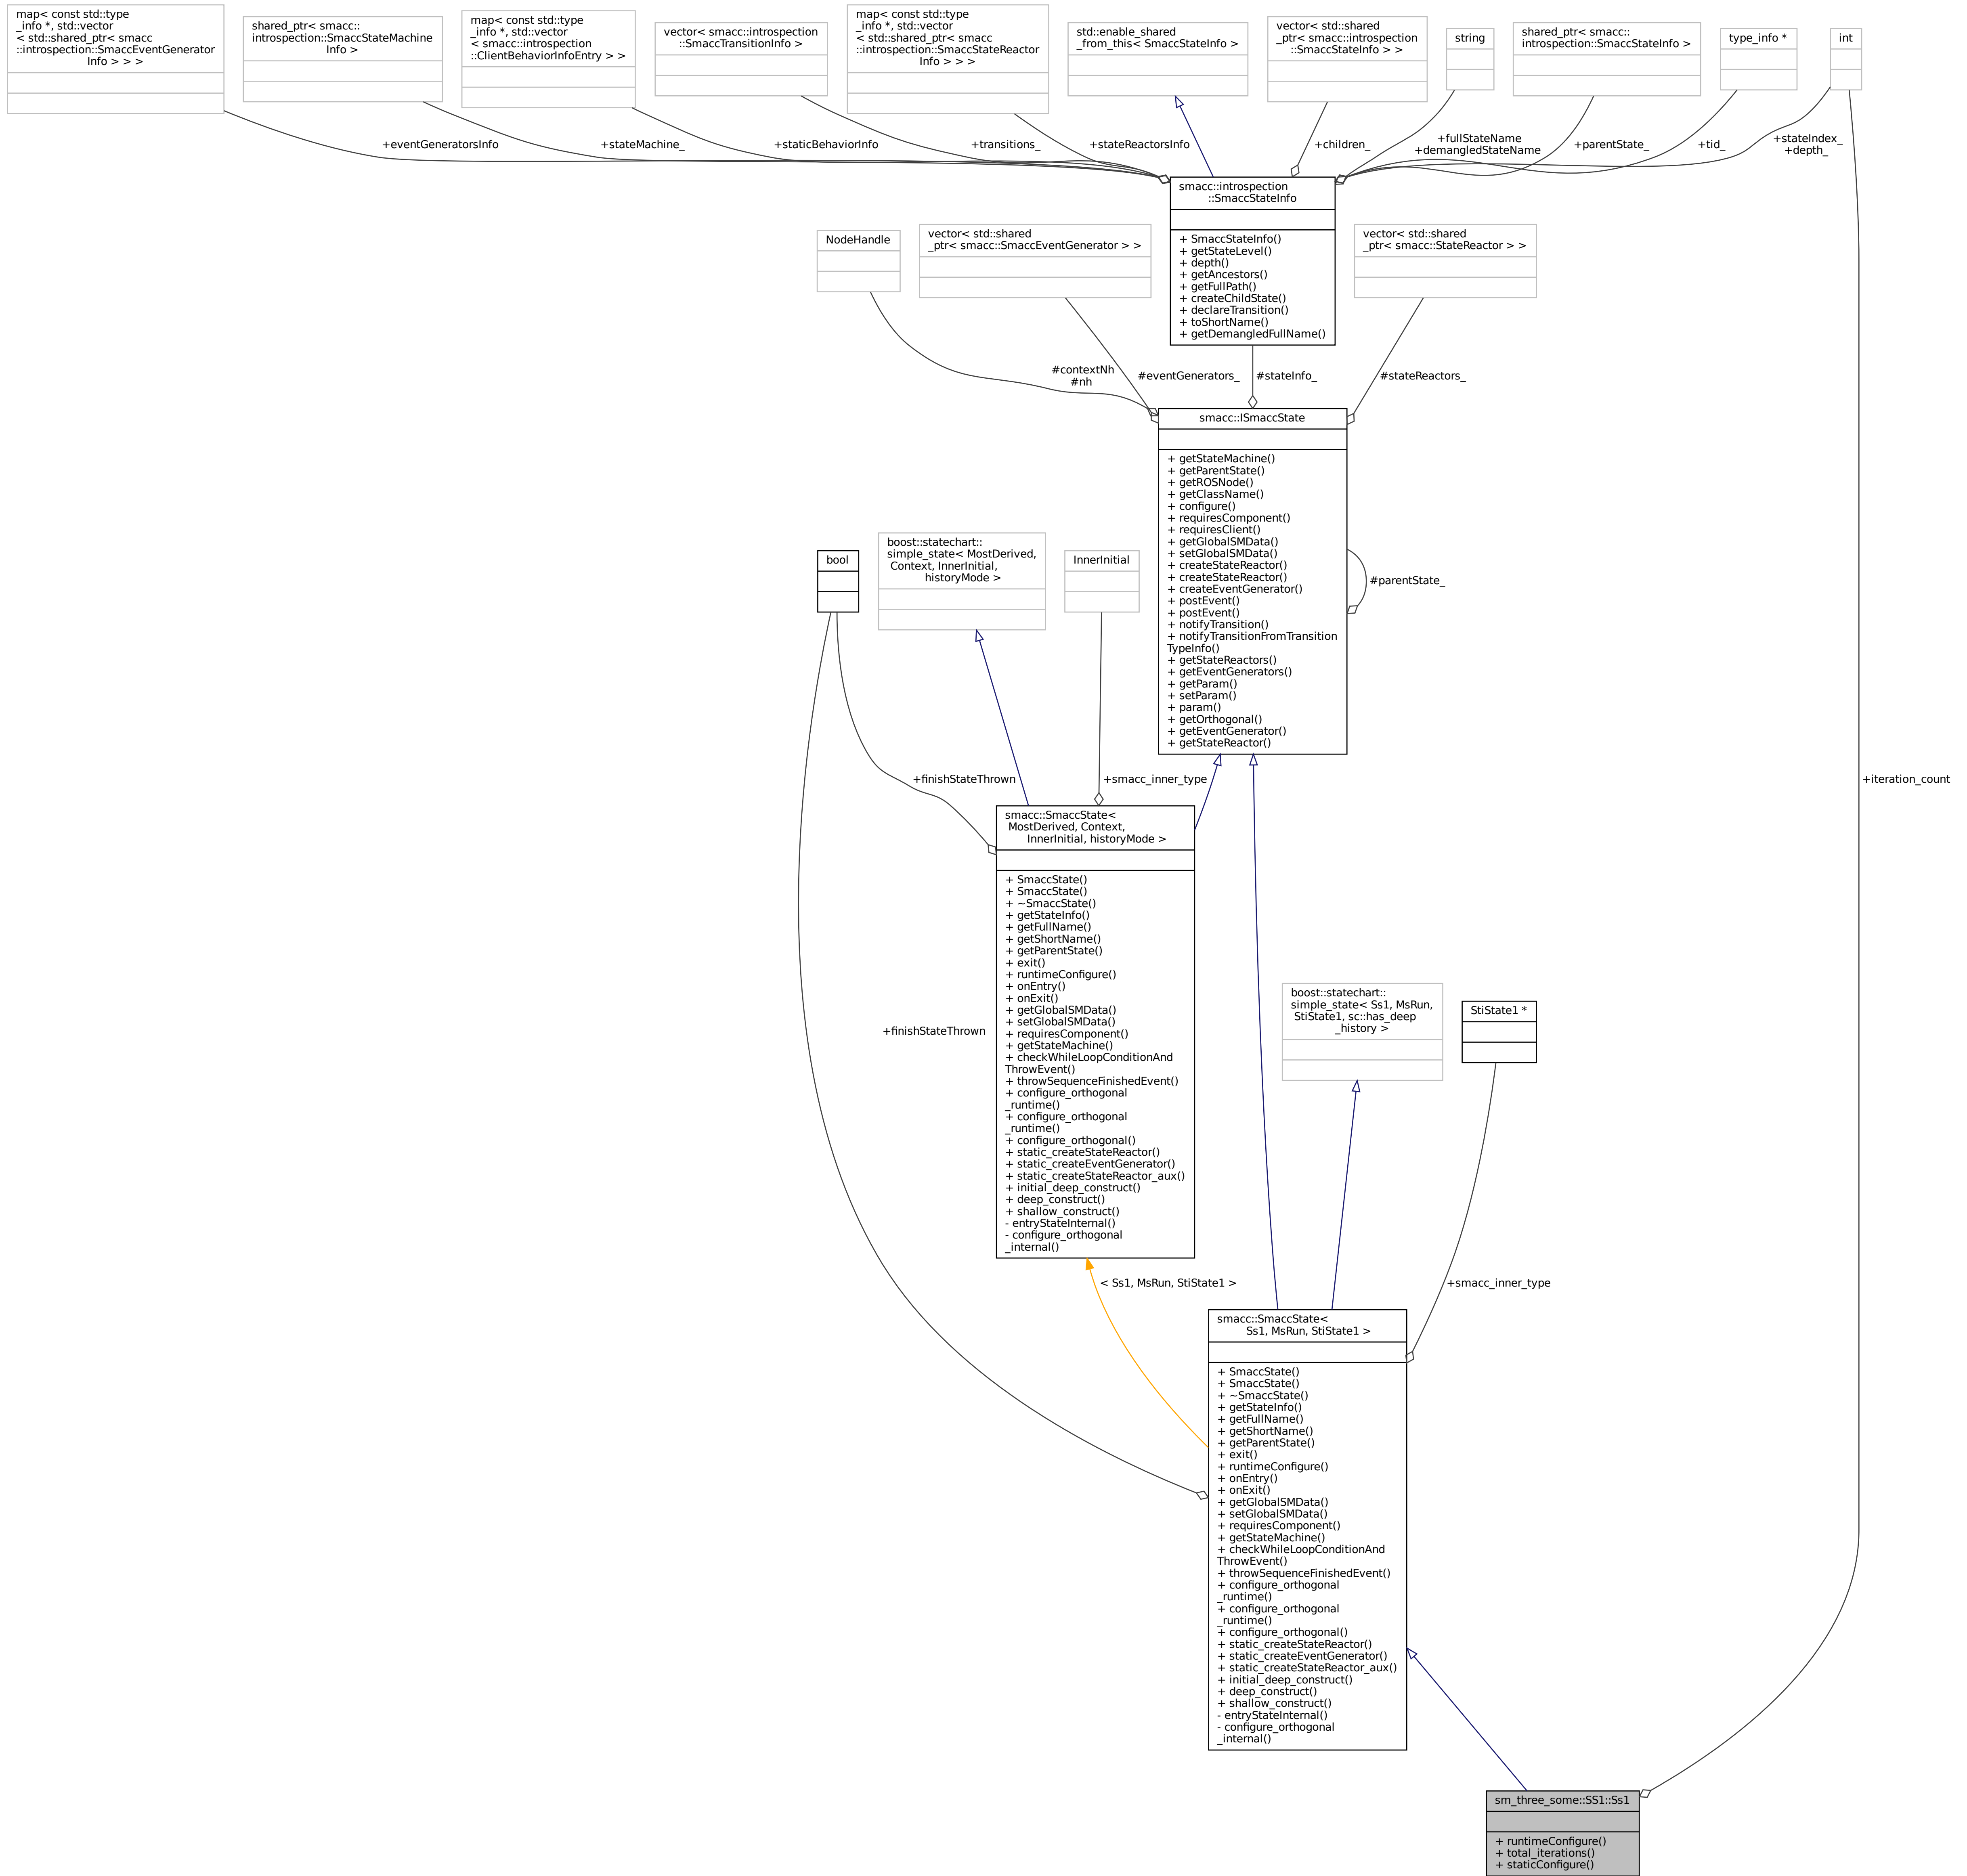 map< const std::type
_info *, std::vector
< std::shared_ptr< smacc
::introspection::SmaccEventGenerator
Info > > >
shared_ptr< smacc::
introspection::SmaccStateMachine
Info >
map< const std::type
_info *, std::vector
< smacc::introspection
::ClientBehaviorInfoEntry > >
vector< smacc::introspection
::SmaccTransitionInfo >
map< const std::type
_info *, std::vector
< std::shared_ptr< smacc
::introspection::SmaccStateReactor
Info > > >
std::enable_shared
_from_this< SmaccStateInfo >
vector< std::shared
_ptr< smacc::introspection
::SmaccStateInfo > >
string
shared_ptr< smacc::
introspection::SmaccStateInfo >
type_info *
int
+eventGeneratorsInfo
+stateMachine_
+staticBehaviorInfo
+transitions_
+stateReactorsInfo
+children_
+fullStateName
+demangledStateName
+parentState_
+tid_
+stateIndex_
+depth_
smacc::introspection
::SmaccStateInfo
+ SmaccStateInfo()
+ getStateLevel()
+ depth()
+ getAncestors()
+ getFullPath()
+ createChildState()
+ declareTransition()
+ toShortName()
+ getDemangledFullName()
NodeHandle
vector< std::shared
_ptr< smacc::SmaccEventGenerator > >
vector< std::shared
_ptr< smacc::StateReactor > >
#contextNh
#nh
#eventGenerators_
#stateInfo_
#stateReactors_
smacc::ISmaccState
+ getStateMachine()
+ getParentState()
+ getROSNode()
+ getClassName()
+ configure()
+ requiresComponent()
+ requiresClient()
+ getGlobalSMData()
+ setGlobalSMData()
+ createStateReactor()
+ createStateReactor()
+ createEventGenerator()
+ postEvent()
+ postEvent()
+ notifyTransition()
+ notifyTransitionFromTransition
TypeInfo()
+ getStateReactors()
+ getEventGenerators()
+ getParam()
+ setParam()
+ param()
+ getOrthogonal()
+ getEventGenerator()
+ getStateReactor()
#parentState_
bool
boost::statechart::
simple_state< MostDerived,
Context, InnerInitial,
historyMode >
InnerInitial
+finishStateThrown
+smacc_inner_type
+iteration_count
smacc::SmaccState<
MostDerived, Context,
InnerInitial, historyMode >
+ SmaccState()
+ SmaccState()
+ ~SmaccState()
+ getStateInfo()
+ getFullName()
+ getShortName()
+ getParentState()
+ exit()
+ runtimeConfigure()
+ onEntry()
+ onExit()
+ getGlobalSMData()
+ setGlobalSMData()
+ requiresComponent()
+ getStateMachine()
+ checkWhileLoopConditionAnd
ThrowEvent()
+ throwSequenceFinishedEvent()
+ configure_orthogonal
_runtime()
+ configure_orthogonal
_runtime()
+ configure_orthogonal()
+ static_createStateReactor()
+ static_createEventGenerator()
+ static_createStateReactor_aux()
+ initial_deep_construct()
+ deep_construct()
+ shallow_construct()
- entryStateInternal()
- configure_orthogonal
_internal()
+finishStateThrown
boost::statechart::
simple_state< Ss1, MsRun,
StiState1, sc::has_deep
_history >
StiState1 *
< Ss1, MsRun, StiState1 >
+smacc_inner_type
smacc::SmaccState<
Ss1, MsRun, StiState1 >
+ SmaccState()
+ SmaccState()
+ ~SmaccState()
+ getStateInfo()
+ getFullName()
+ getShortName()
+ getParentState()
+ exit()
+ runtimeConfigure()
+ onEntry()
+ onExit()
+ getGlobalSMData()
+ setGlobalSMData()
+ requiresComponent()
+ getStateMachine()
+ checkWhileLoopConditionAnd
ThrowEvent()
+ throwSequenceFinishedEvent()
+ configure_orthogonal
_runtime()
+ configure_orthogonal
_runtime()
+ configure_orthogonal()
+ static_createStateReactor()
+ static_createEventGenerator()
+ static_createStateReactor_aux()
+ initial_deep_construct()
+ deep_construct()
+ shallow_construct()
- entryStateInternal()
- configure_orthogonal
_internal()
sm_three_some::SS1::Ss1
+ runtimeConfigure()
+ total_iterations()
+ staticConfigure()